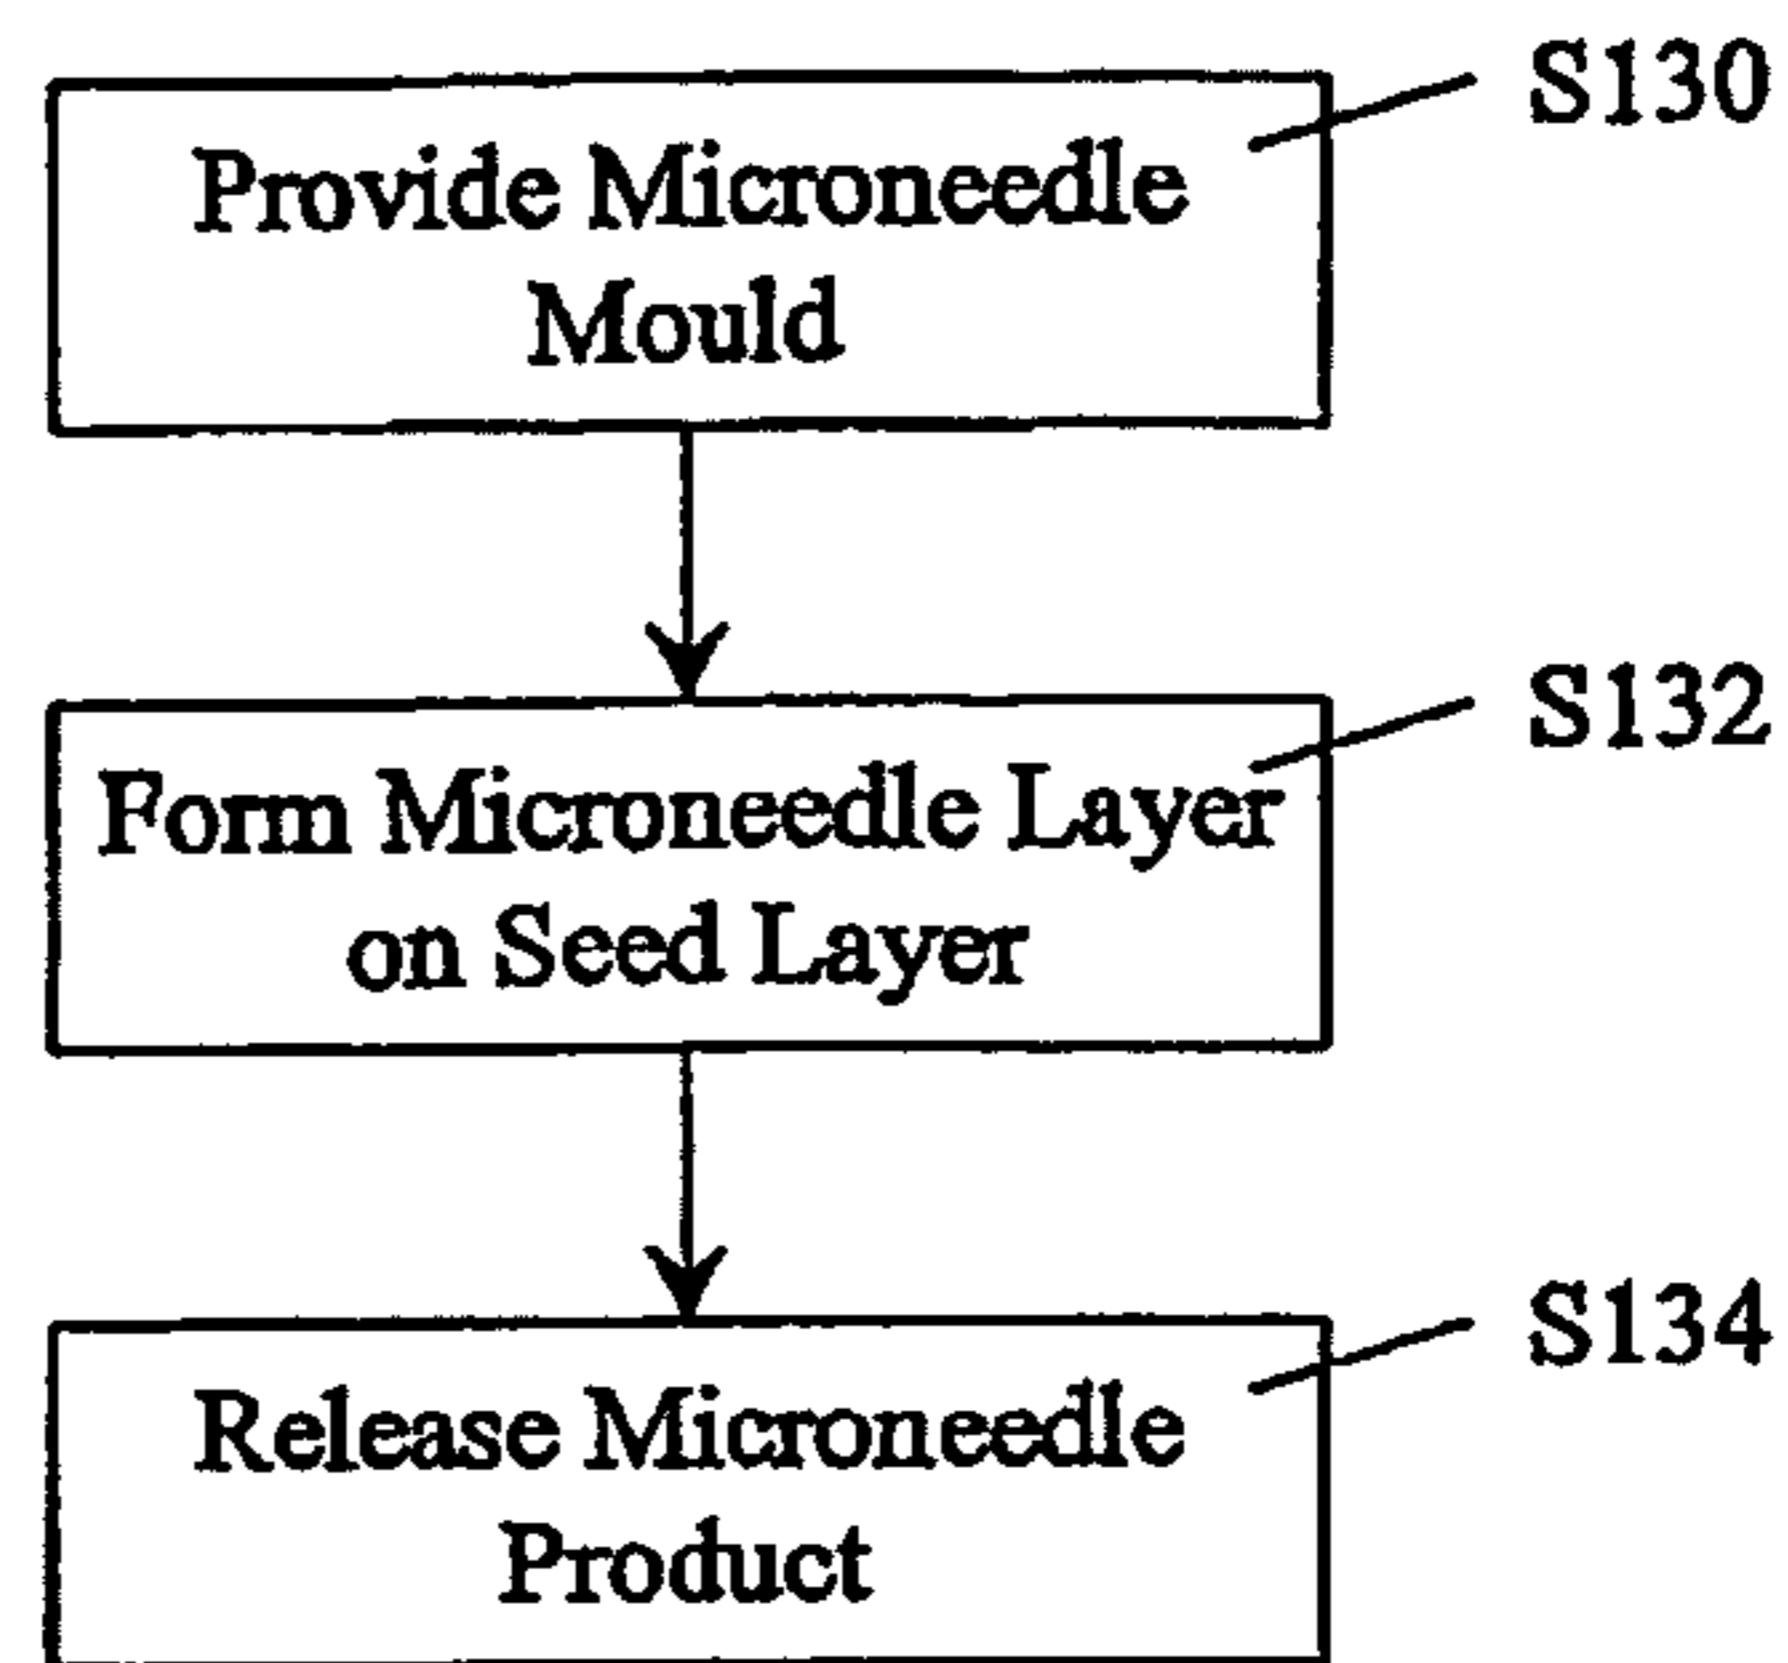 S130
Provide Microneedle
Mould
S132
Form Microneedle Layer
on Seed Layer
S134
Release Microneedle
Product